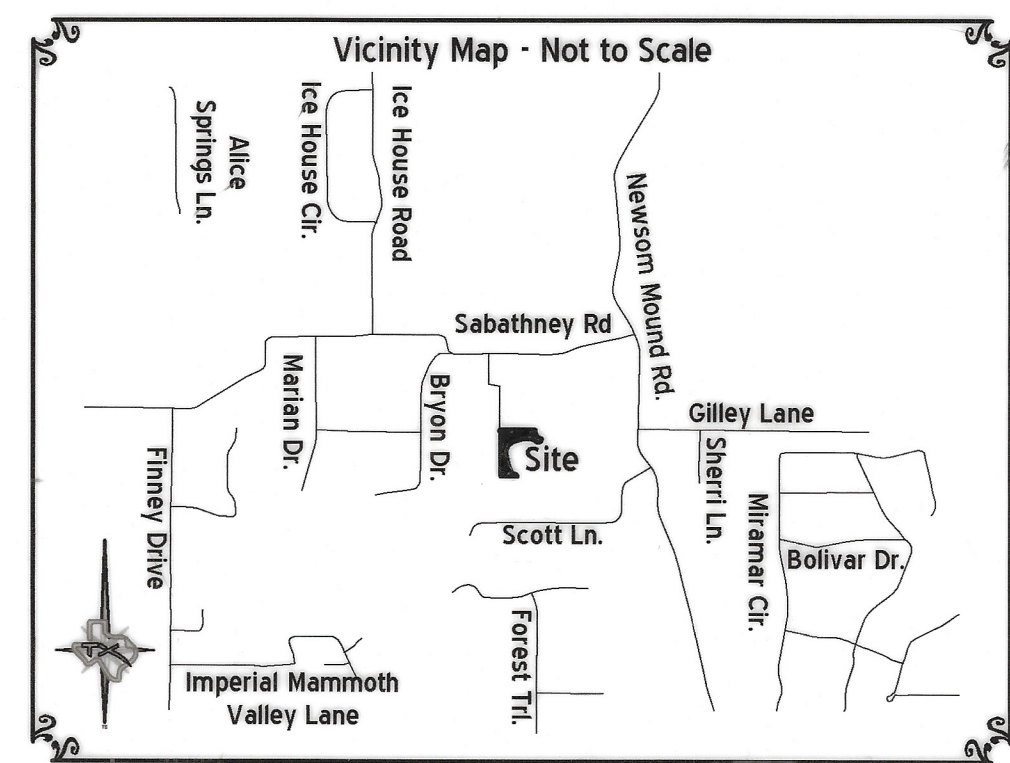 Vicinity Map - Not to Scale
Alice
Springs Ln.
Ice House Cir.
Ice House Road
Newsom Mound Rd.
Sabathney Rd
Marian Dr.
Bryon Dr.
Gilley Lane
Site
Sherri Ln.
Finney Drive
Scott Ln.
Miramar Cir.
Bolivar Dr.
Forest Trl.
TX
Imperial Mammoth
Valley Lane